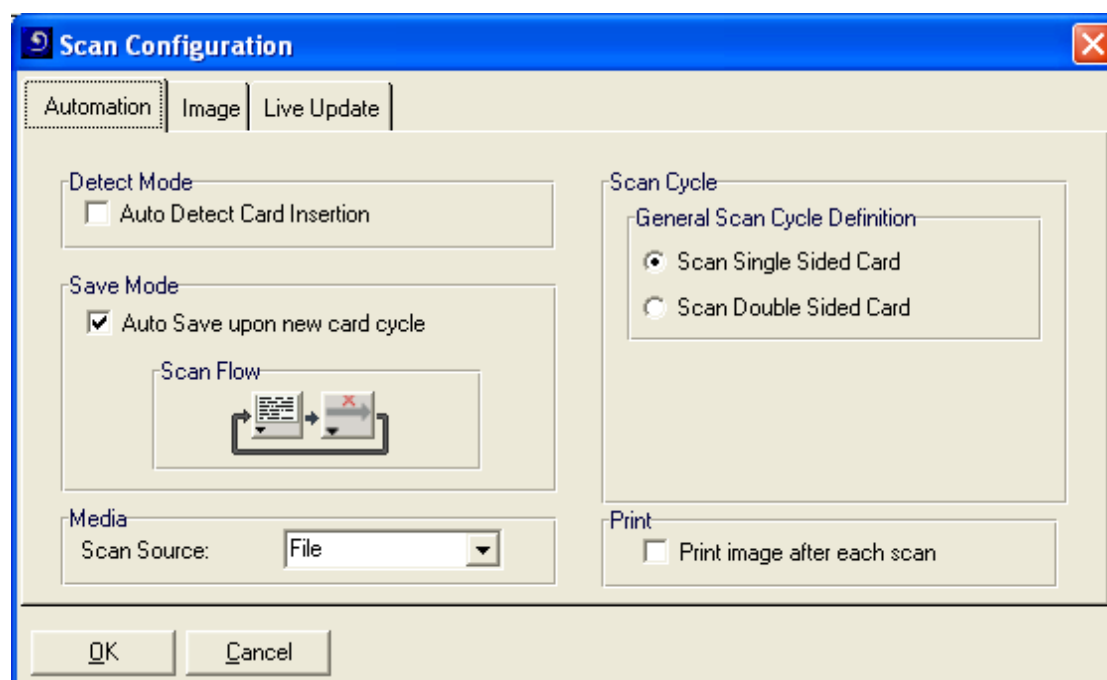 Scan Configuration
Automation
Image
Live Update
Detect Mode
Auto Detect Card Insertion
Save Mode
Auto Save upon new card cycle
Scan Flow
Media
Scan Source:
File
Scan Cycle
General Scan Cycle Definition
Scan Single Sided Card
Scan Double Sided Card
Print
Print image after each scan
OK
Cancel